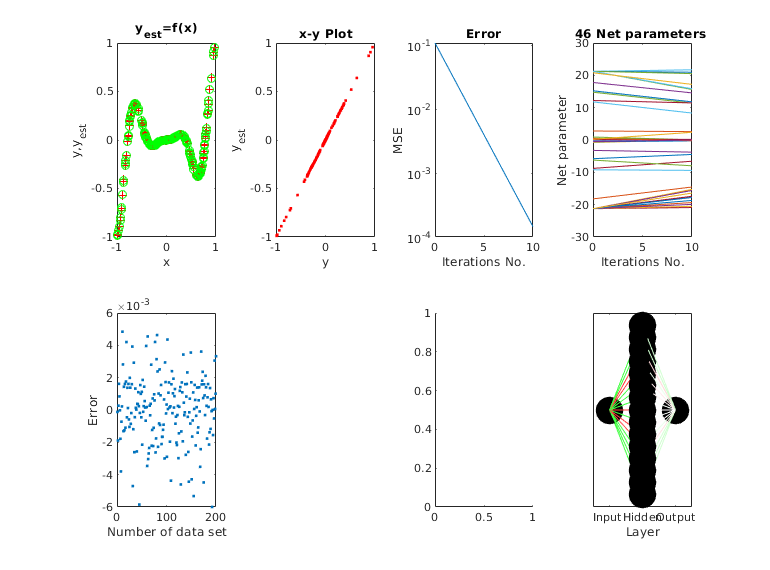 y_est=f(x)
x-y Plot
Error
46 Net parameters
1
0.5
0
-0.5
-1
y,y_est
-1
0
1
x
1
0.5
0
-0.5
-1
y_est
-1
0
1
y
10^-1
10^-2
10^-3
10^-4
MSE
0
5
10
Iterations No.
30
20
10
0
-10
-20
-30
Net parameter
0
5
10
Iterations No.
×10^-3
6
4
2
0
-2
-4
-6
Error
0
100
200
Number of data set
1
0.8
0.6
0.4
0.2
0
0
0.5
1
Input
Hidden
Output
Layer